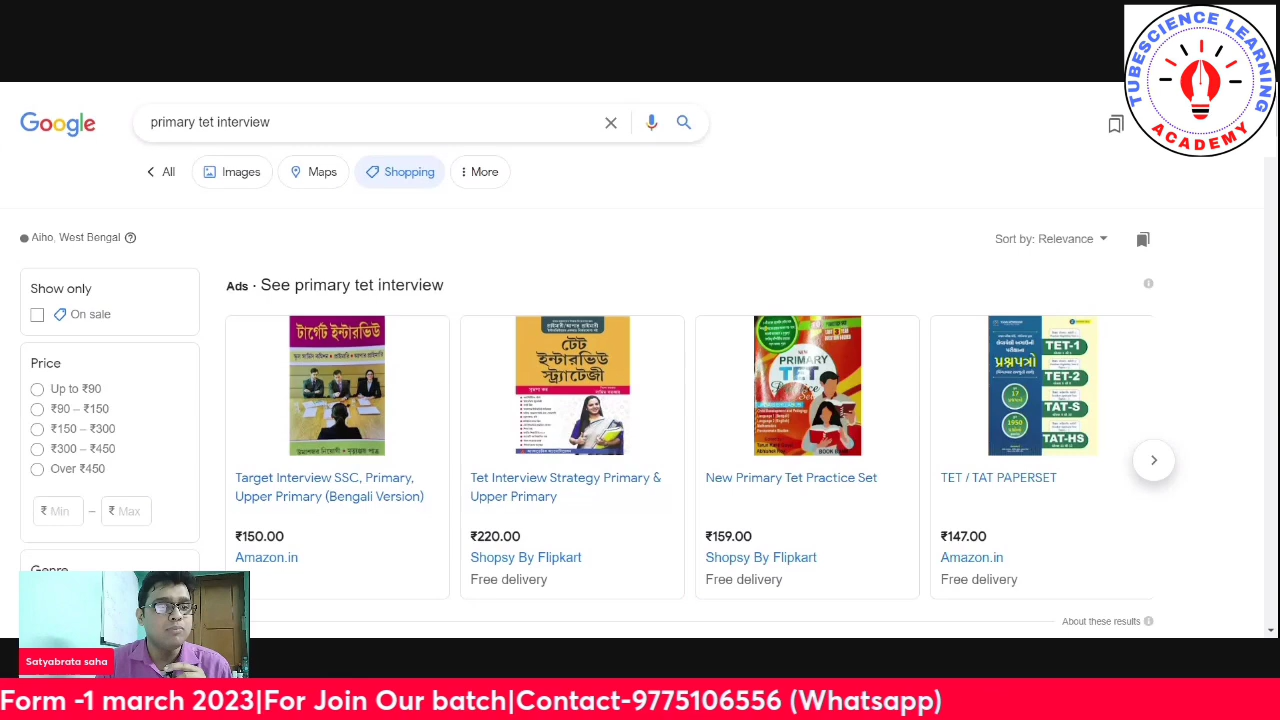 TUBESCIENCE LEARNING
ACADEMY
Google
primary tet interview
All
Images
Maps
Shopping
More
Aiho, West Bengal
Sort by: Relevance
Show only
On sale
Price
Up to ₹90
₹90 – ₹150
₹150 – ₹300
₹300 – ₹450
Over ₹450
₹ Min – ₹ Max
Genre
Ads · See primary tet interview
টার্গেট ইন্টারভিউ
টেট
ইন্টারভিউ
স্ট্র্যাটেজী
PRIMARY
TET
Practice
Set
પ્રશ્નપત્રો
TET-1
TET-2
TAT-S
TAT-HS
Target Interview SSC, Primary,
Upper Primary (Bengali Version)
₹150.00
Amazon.in
Tet Interview Strategy Primary &
Upper Primary
₹220.00
Shopsy By Flipkart
Free delivery
New Primary Tet Practice Set
₹159.00
Shopsy By Flipkart
Free delivery
TET / TAT PAPERSET
₹147.00
Amazon.in
Free delivery
About these results
Satyabrata saha
Form -1 march 2023|For Join Our batch|Contact-9775106556 (Whatsapp)